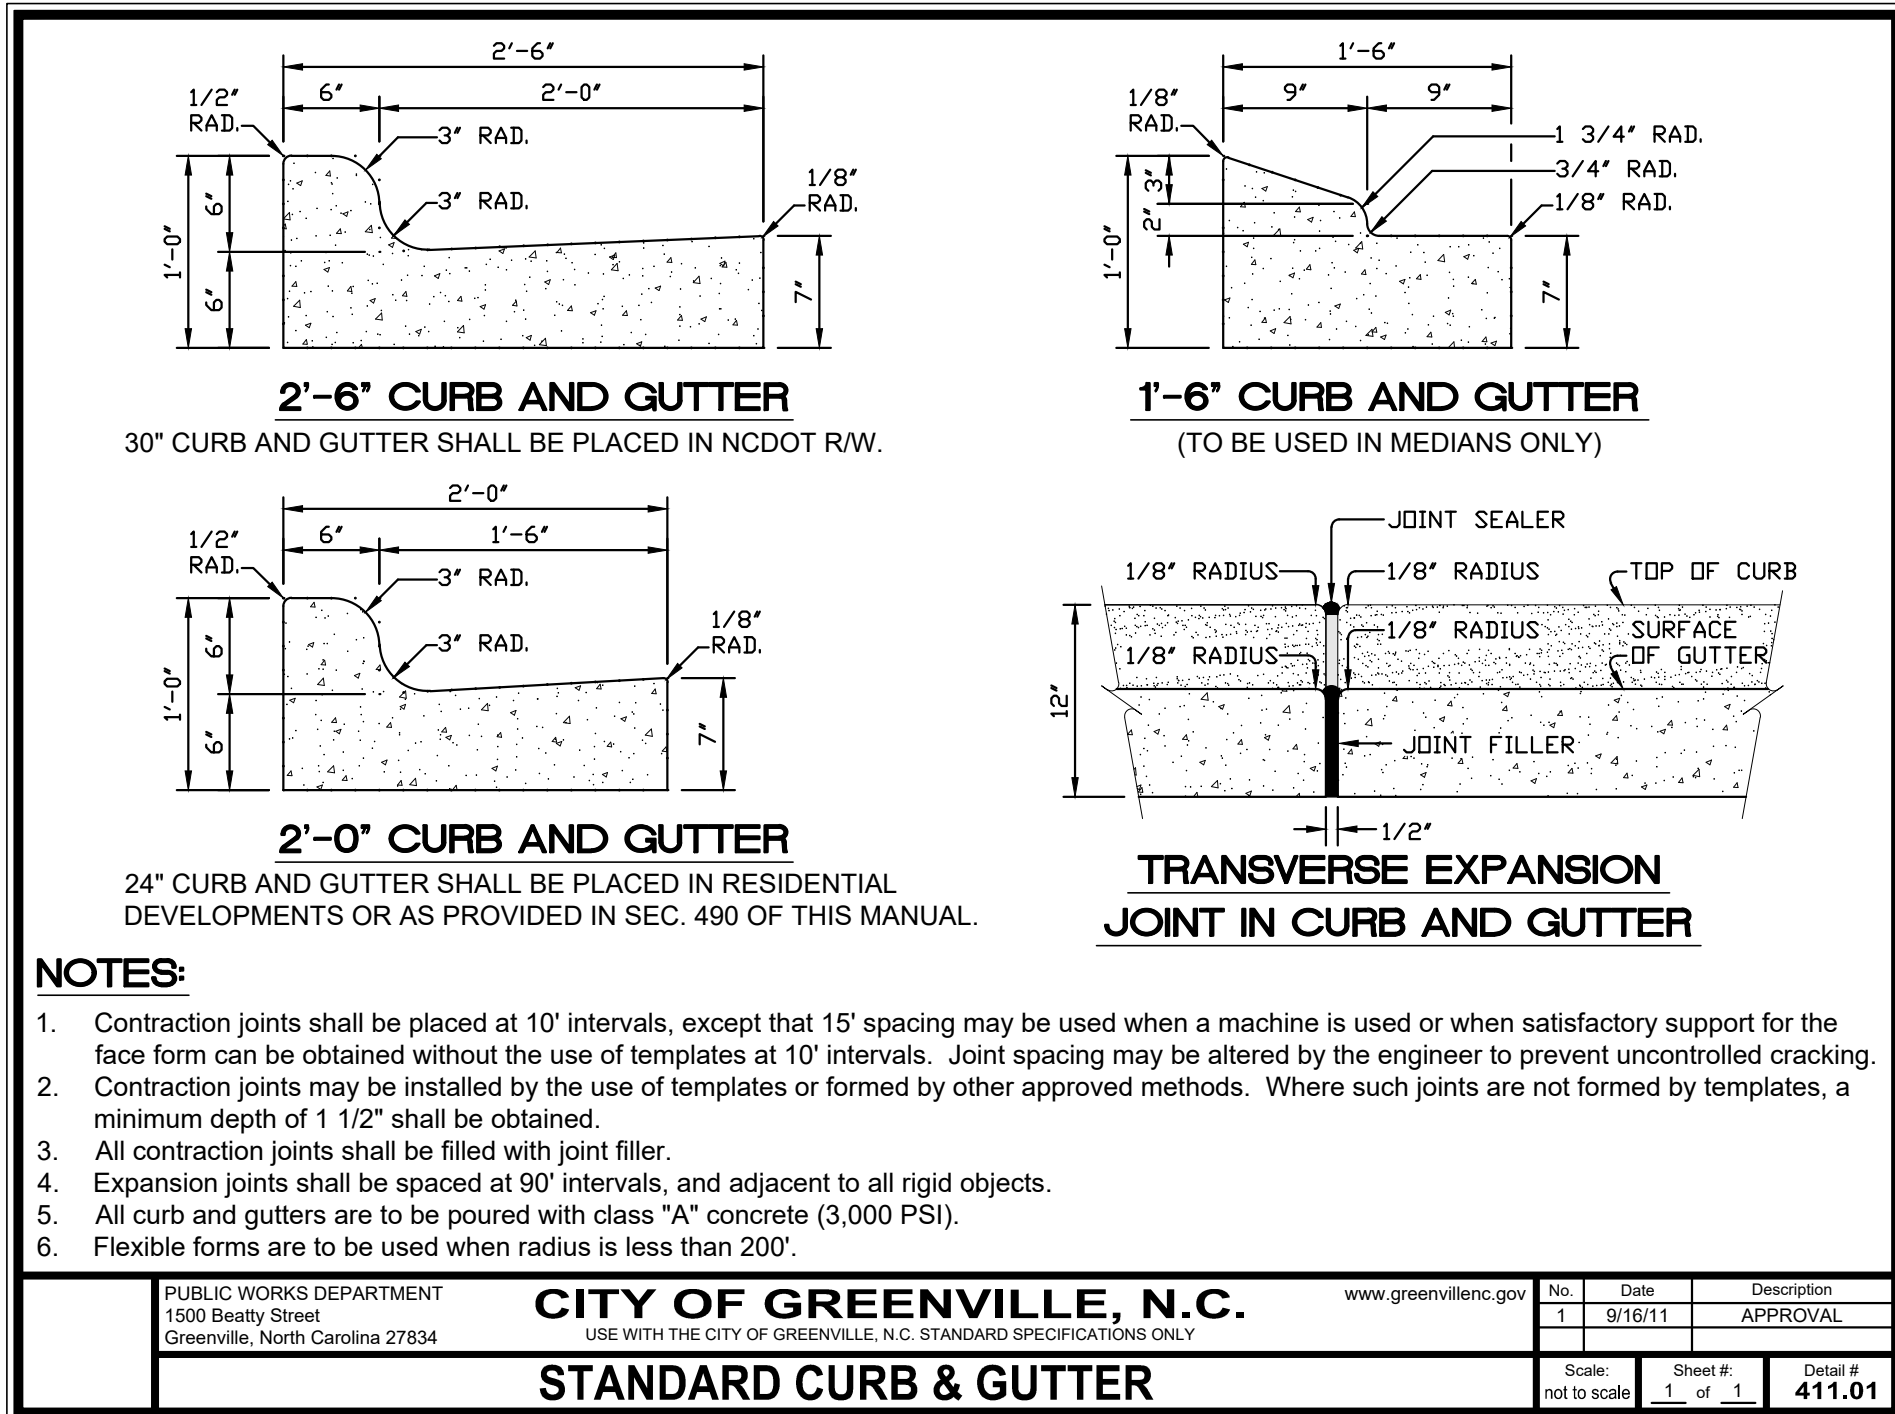 2'-6"
6"
2'-0"
1/2"
RAD.
3" RAD.
3" RAD.
1/8"
RAD.
1'-0"
6"
6"
7"
2'-6" CURB AND GUTTER
30" CURB AND GUTTER SHALL BE PLACED IN NCDOT R/W.
1'-6"
9"
9"
1/8"
RAD.
1 3/4" RAD.
3/4" RAD.
1/8" RAD.
3"
2"
1'-0"
7"
1'-6" CURB AND GUTTER
(TO BE USED IN MEDIANS ONLY)
2'-0"
6"
1'-6"
1/2"
RAD.
3" RAD.
3" RAD.
1/8"
RAD.
1'-0"
6"
6"
7"
2'-0" CURB AND GUTTER
24" CURB AND GUTTER SHALL BE PLACED IN RESIDENTIAL
DEVELOPMENTS OR AS PROVIDED IN SEC. 490 OF THIS MANUAL.
JOINT SEALER
1/8" RADIUS
1/8" RADIUS
TOP OF CURB
1/8" RADIUS
1/8" RADIUS
SURFACE
OF GUTTER
12"
JOINT FILLER
1/2"
TRANSVERSE EXPANSION
JOINT IN CURB AND GUTTER
NOTES:
1. Contraction joints shall be placed at 10' intervals, except that 15' spacing may be used when a machine is used or when satisfactory support for the
face form can be obtained without the use of templates at 10' intervals. Joint spacing may be altered by the engineer to prevent uncontrolled cracking.
2. Contraction joints may be installed by the use of templates or formed by other approved methods. Where such joints are not formed by templates, a
minimum depth of 1 1/2" shall be obtained.
3. All contraction joints shall be filled with joint filler.
4. Expansion joints shall be spaced at 90' intervals, and adjacent to all rigid objects.
5. All curb and gutters are to be poured with class "A" concrete (3,000 PSI).
6. Flexible forms are to be used when radius is less than 200'.
PUBLIC WORKS DEPARTMENT
1500 Beatty Street
Greenville, North Carolina 27834
CITY OF GREENVILLE, N.C.
USE WITH THE CITY OF GREENVILLE, N.C. STANDARD SPECIFICATIONS ONLY
www.greenvillenc.gov
STANDARD CURB & GUTTER
No. Date Description
1 9/16/11 APPROVAL
Scale:
not to scale
Sheet #:
1 of 1
Detail #
411.01